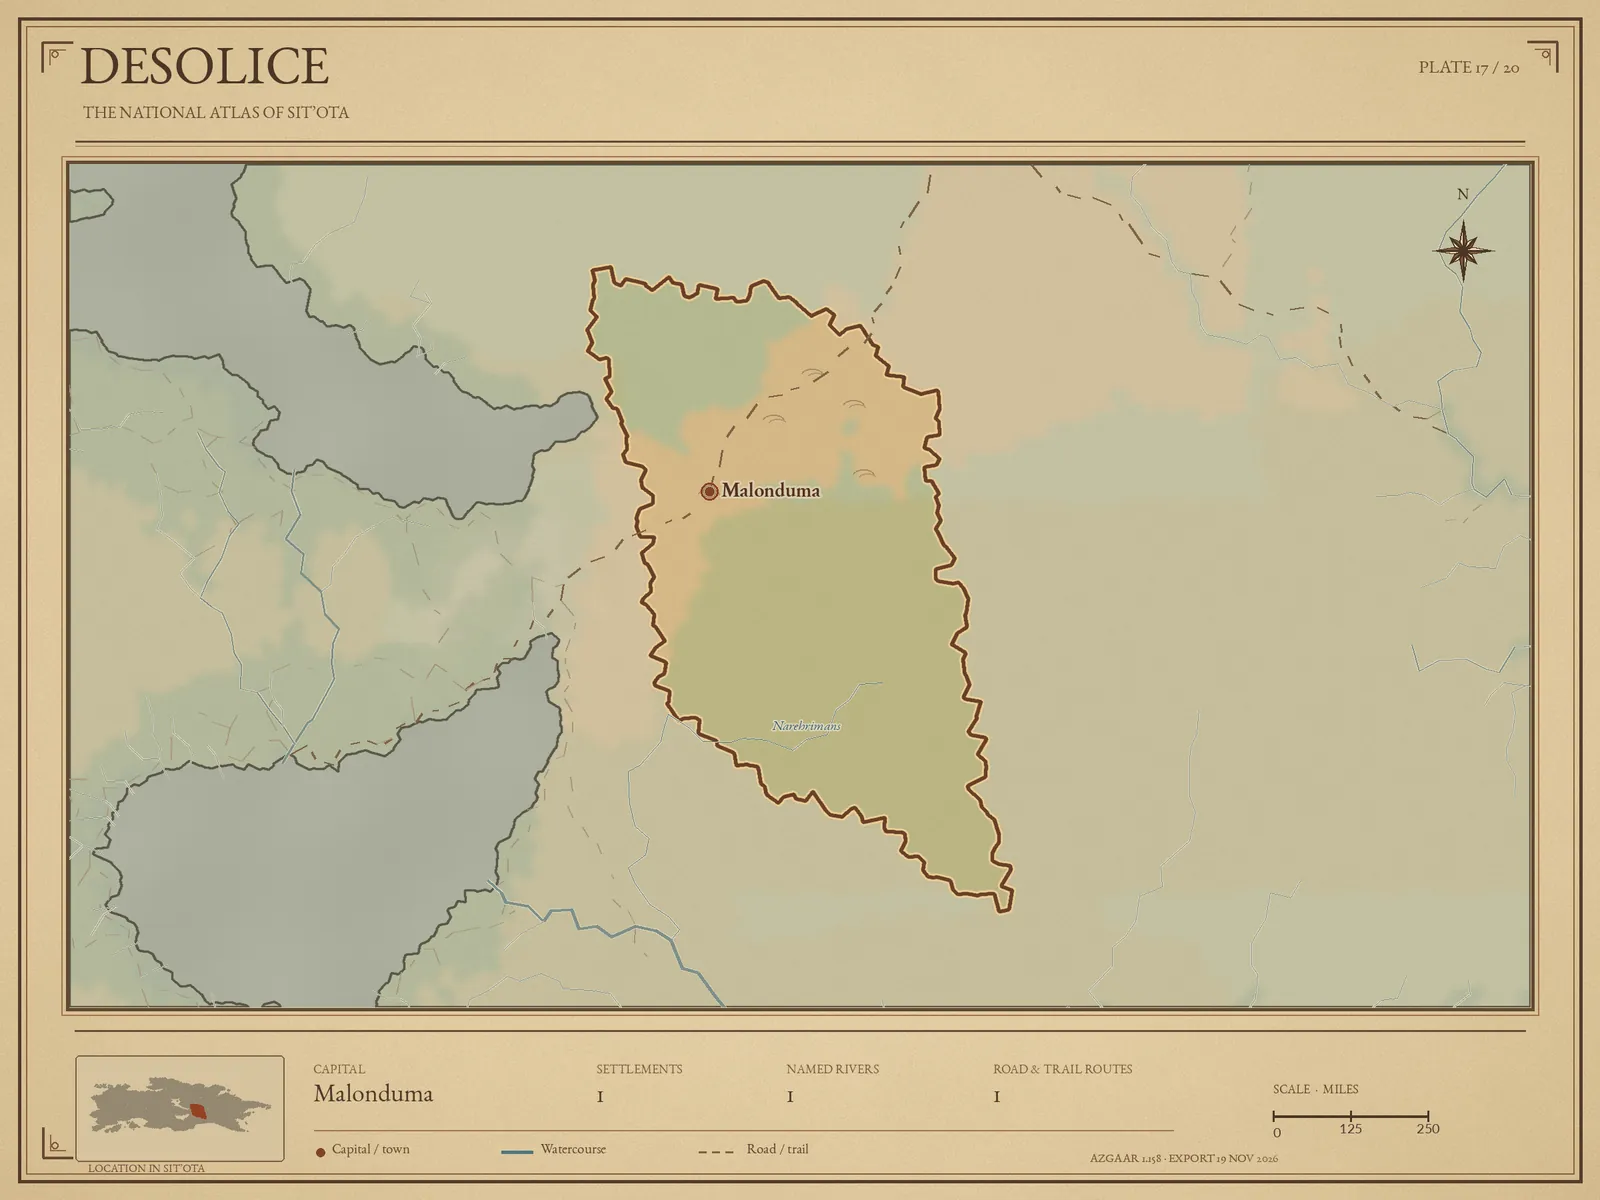 DESOLICE
THE NATIONAL ATLAS OF SIT'OTA
PLATE 17 / 20
N
Malonduma
Narehrimans
CAPITAL
Malonduma
SETTLEMENTS
1
NAMED RIVERS
1
ROAD & TRAIL ROUTES
1
SCALE · MILES
0 125 250
Capital / town
Watercourse
Road / trail
LOCATION IN SIT'OTA
AZGAAR 1.158 · EXPORT 19 NOV 2026